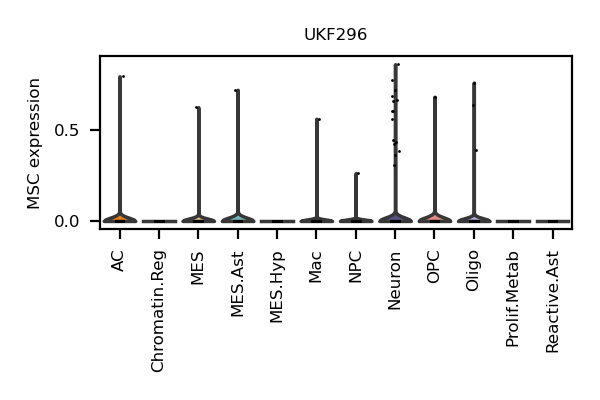 UKF296
MSC expression
0.5
0.0
AC
Chromatin.Reg
MES
MES.Ast
MES.Hyp
Mac
NPC
Neuron
OPC
Oligo
Prolif.Metab
Reactive.Ast